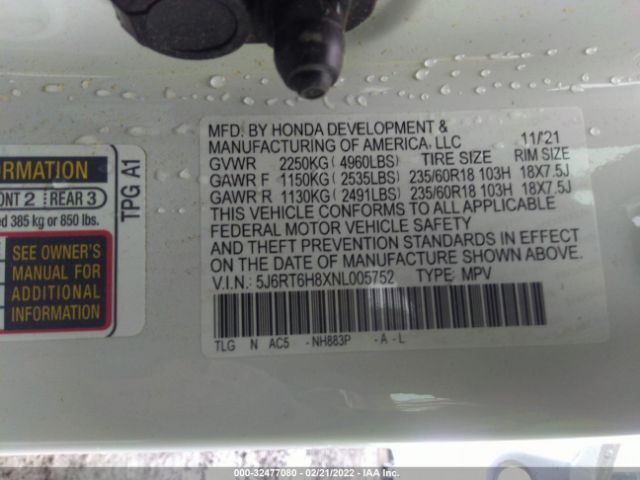 MFD. BY HONDA DEVELOPMENT &
MANUFACTURING OF AMERICA, LLC 11/21
GVWR 2250KG ( 4960LBS) TIRE SIZE RIM SIZE
GAWR F 1150KG ( 2535LBS) 235/60R18 103H 18X7.5J
GAWR R 1130KG ( 2491LBS) 235/60R18 103H 18X7.5J
THIS VEHICLE CONFORMS TO ALL APPLICABLE
FEDERAL MOTOR VEHICLE SAFETY
AND THEFT PREVENTION STANDARDS IN EFFECT
ON THE DATE OF MANUFACTURE SHOWN ABOVE.
V.I.N.: 5J6RT6H8XNL005752 TYPE: MPV
TLG N AC5 -NH883P -A -L
ORMATION
ONT 2 REAR 3
ed 385 kg or 850 lbs.
SEE OWNER'S
MANUAL FOR
ADDITIONAL
INFORMATION
TPG A1
000-32477080 - 02/21/2022 - IAA Inc.